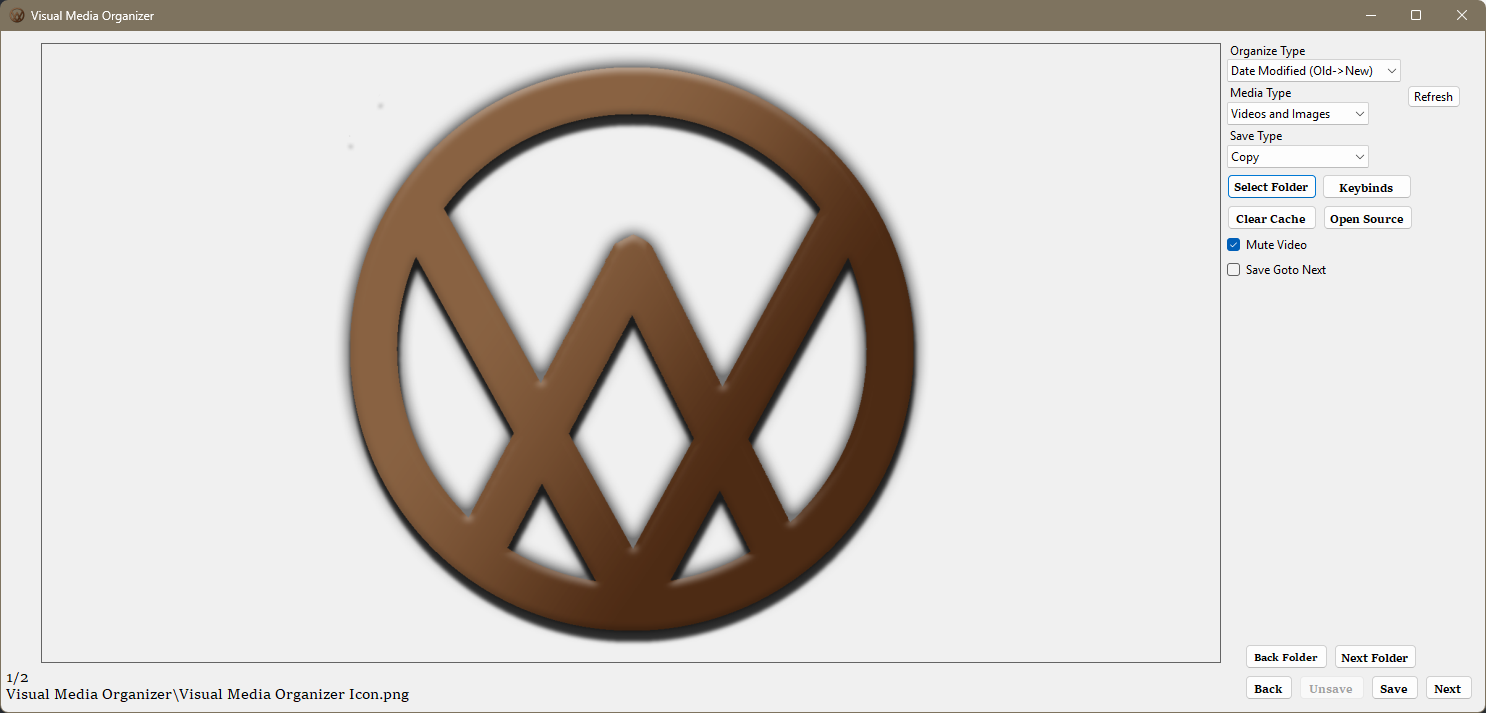 Visual Media Organizer
Organize Type
Date Modified (Old->New)
Media Type
Refresh
Videos and Images
Save Type
Copy
Select Folder
Keybinds
Clear Cache
Open Source
Mute Video
Save Goto Next
Back Folder
Next Folder
1/2
Visual Media Organizer\Visual Media Organizer Icon.png
Back
Unsave
Save
Next